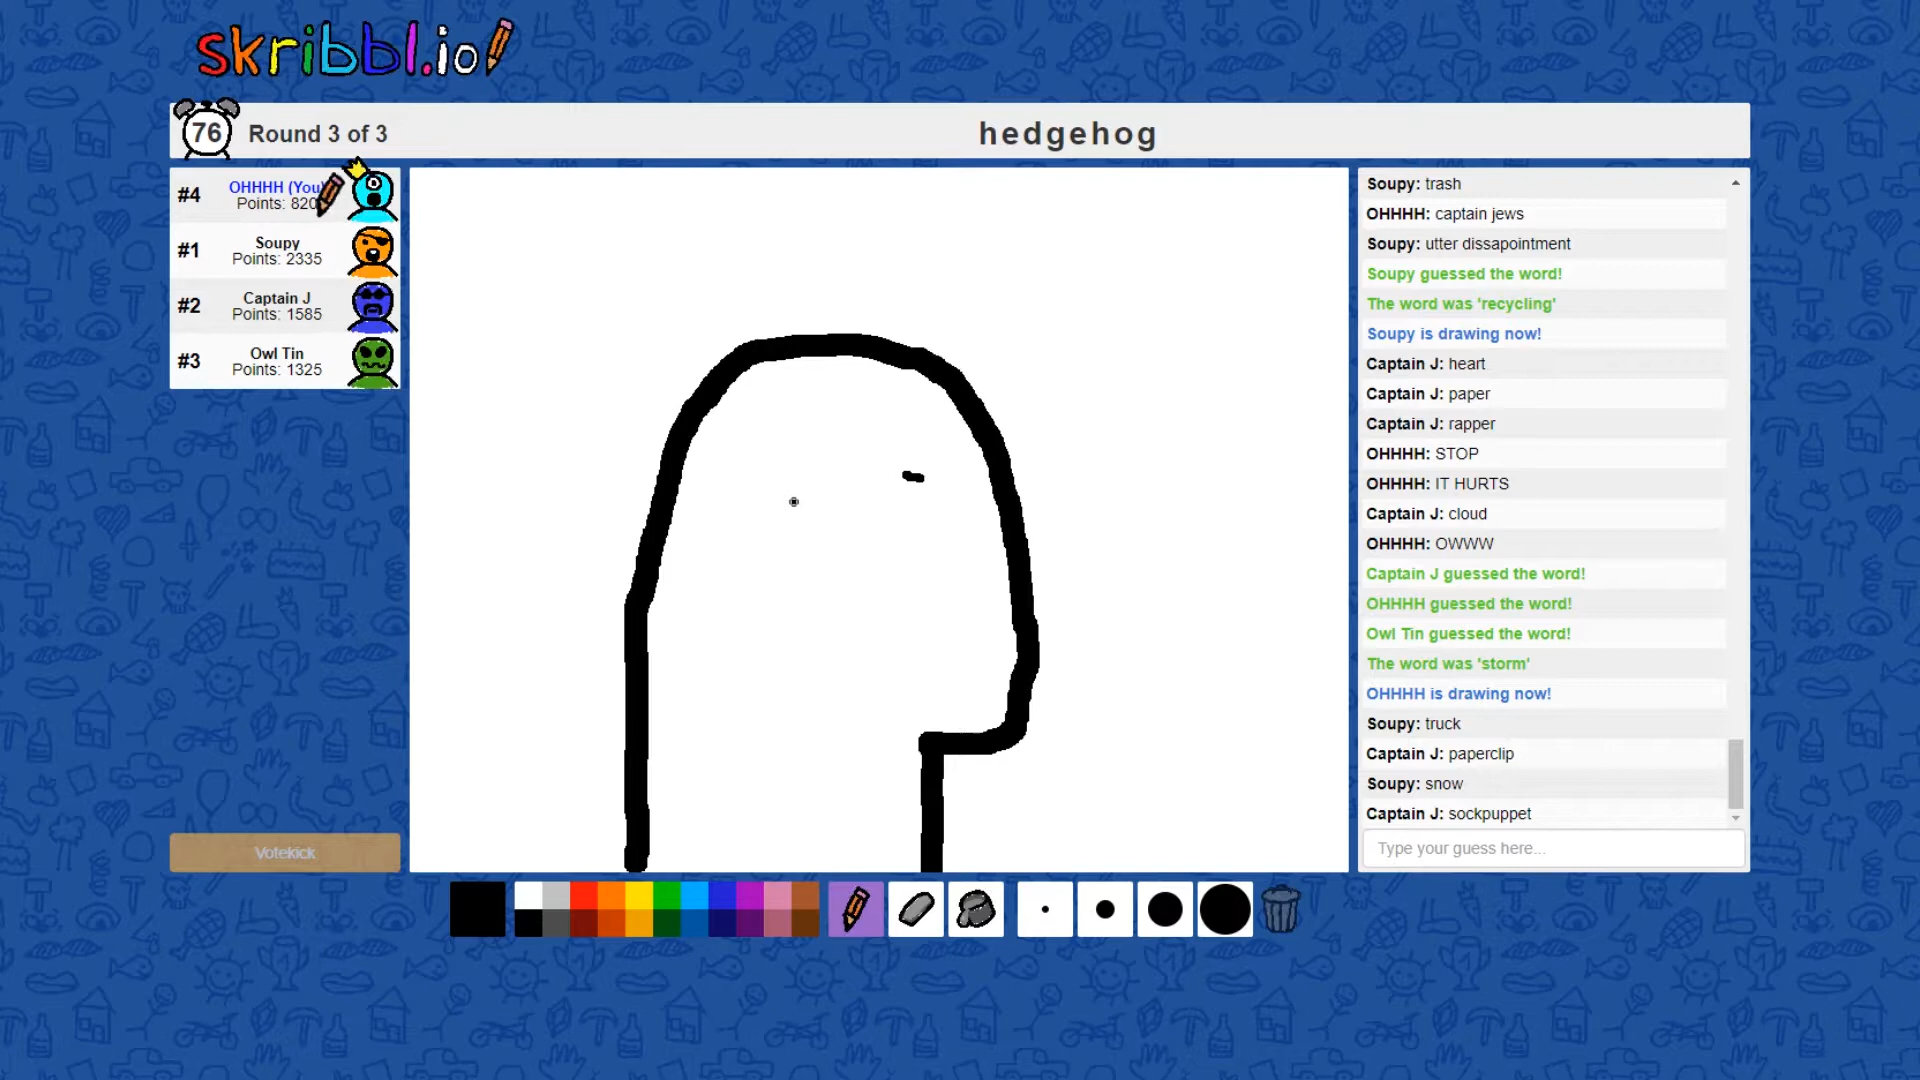 skribbl.io
76
Round 3 of 3
hedgehog
#4
OHHHH (You)
Points: 820
#1
Soupy
Points: 2335
#2
Captain J
Points: 1585
#3
Owl Tin
Points: 1325
Votekick
Soupy: trash
OHHHH: captain jews
Soupy: utter dissapointment
Soupy guessed the word!
The word was 'recycling'
Soupy is drawing now!
Captain J: heart
Captain J: paper
Captain J: rapper
OHHHH: STOP
OHHHH: IT HURTS
Captain J: cloud
OHHHH: OWWW
Captain J guessed the word!
OHHHH guessed the word!
Owl Tin guessed the word!
The word was 'storm'
OHHHH is drawing now!
Soupy: truck
Captain J: paperclip
Soupy: snow
Captain J: sockpuppet
Type your guess here...